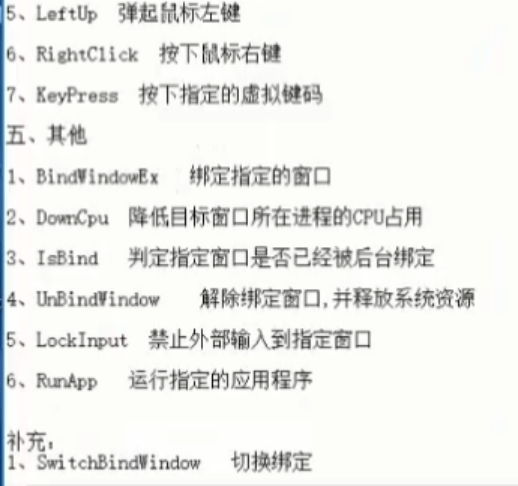 5、LeftUp 弹起鼠标左键
6、RightClick 按下鼠标右键
7、KeyPress 按下指定的虚拟键码
五、其他
1、BindWindowEx 绑定指定的窗口
2、DownCpu 降低目标窗口所在进程的CPU占用
3、IsBind 判定指定窗口是否已经被后台绑定
4、UnBindWindow 解除绑定窗口,并释放系统资源
5、LockInput 禁止外部输入到指定窗口
6、RunApp 运行指定的应用程序
补充:
1、SwitchBindWindow 切换绑定